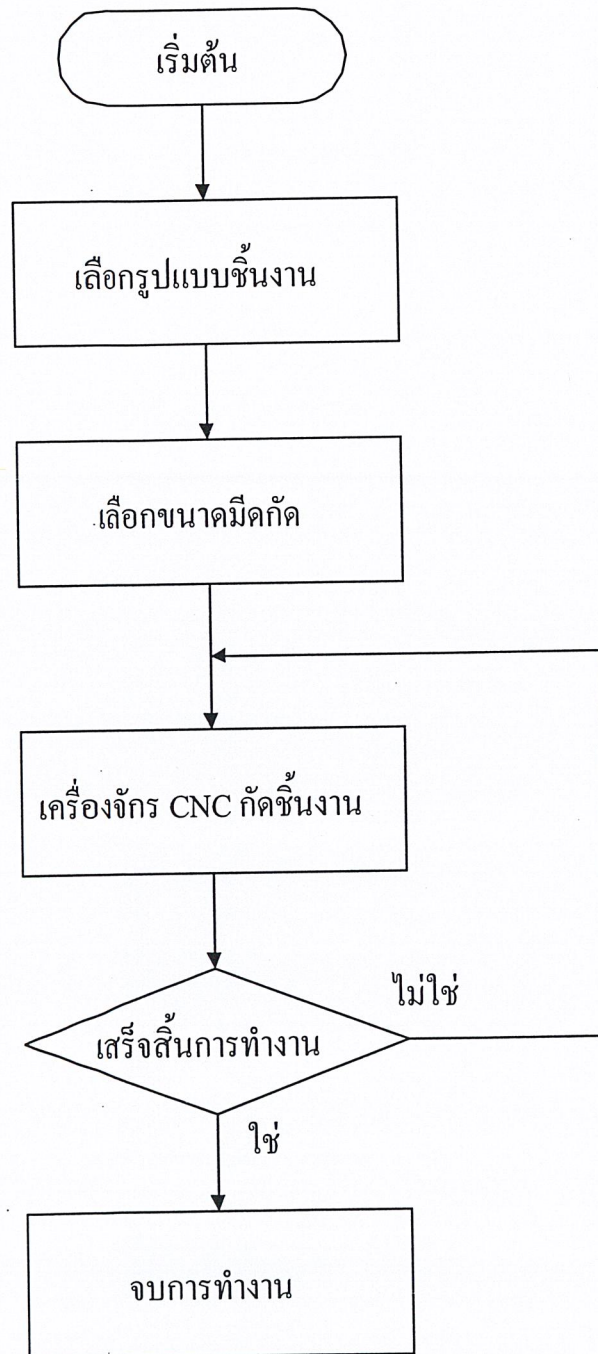 เริ่มต้น
เลือกรูปแบบชิ้นงาน
เลือกขนาดมีดกัด
เครื่องจักร CNC กัดชิ้นงาน
ไม่ใช่
เสร็จสิ้นการทำงาน
ใช่
จบการทำงาน